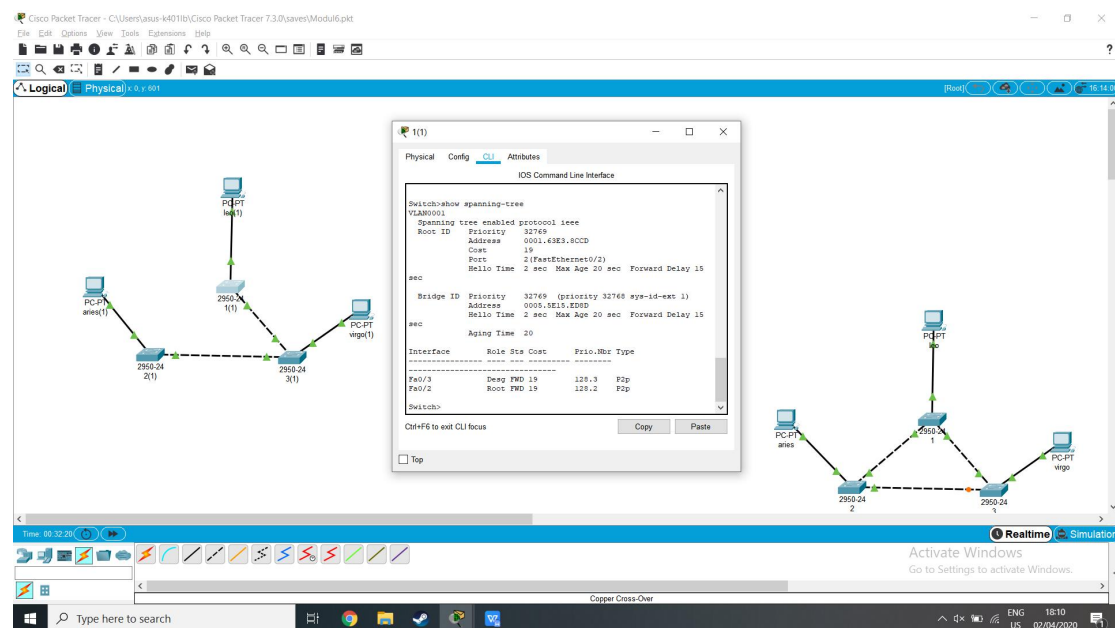 Cisco Packet Tracer - C:\Users\asus-k401lb\Cisco Packet Tracer 7.3.0\saves\Modul6.pkt
File Edit Options View Tools Extensions Help
?
Logical
Physical
x: 0, y: 601
[Root]
16:14:0
1(1)
Physical Config CLI Attributes
IOS Command Line Interface
Switch>show spanning-tree
VLAN0001
Spanning tree enabled protocol ieee
Root ID Priority 32769
Address 0001.63E3.8CCD
Cost 19
Port 2(FastEthernet0/2)
Hello Time 2 sec Max Age 20 sec Forward Delay 15
sec
Bridge ID Priority 32769 (priority 32768 sys-id-ext 1)
Address 0005.5E15.ED8D
Hello Time 2 sec Max Age 20 sec Forward Delay 15
sec
Aging Time 20
Interface Role Sts Cost Prio.Nbr Type
---------------- ---- --- --------- --------
--------------------------------
Fa0/3 Desg FWD 19 128.3 P2p
Fa0/2 Root FWD 19 128.2 P2p
Switch>
Ctrl+F6 to exit CLI focus
Copy
Paste
Top
PC-PT
leo(1)
PC-PT
aries(1)
2950-24
1(1)
PC-PT
virgo(1)
2950-24
2(1)
2950-24
3(1)
PC-PT
leo
PC-PT
aries
2950-24
1
PC-PT
virgo
2950-24
2
2950-24
3
Time: 00:32:20
Realtime
Simulation
Activate Windows
Go to Settings to activate Windows.
Copper Cross-Over
Type here to search
ENG
US
18:10
02/04/2020